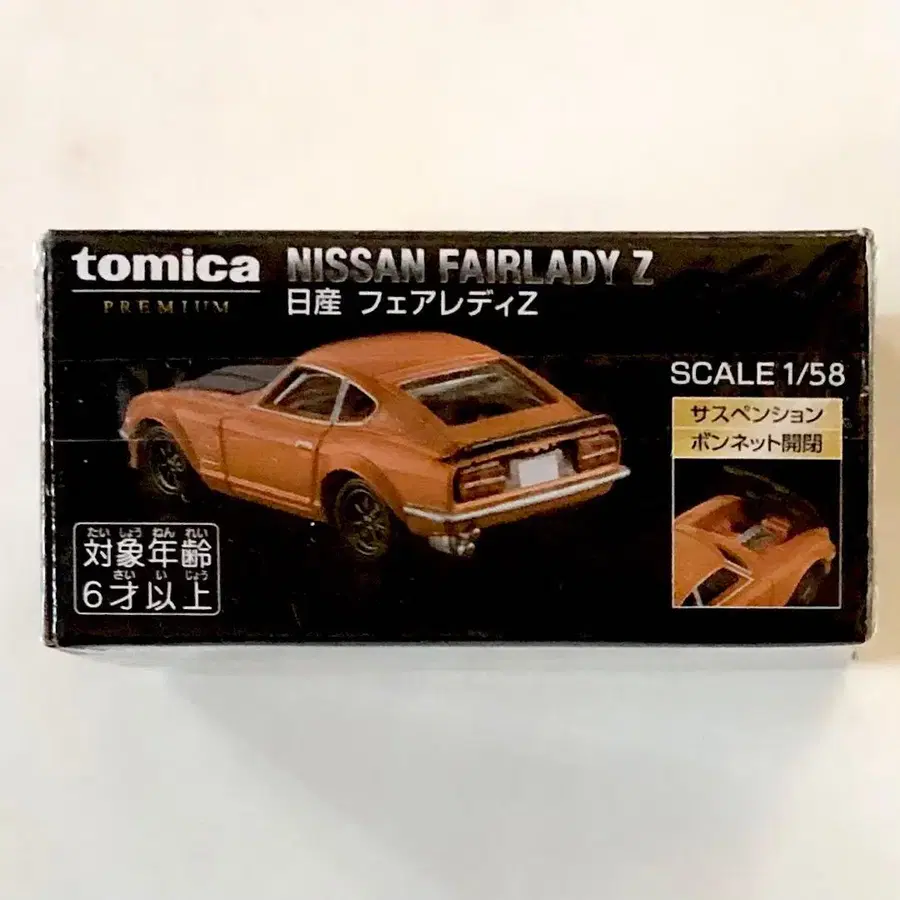 tomica
PREMIUM
NISSAN FAIRLADY Z
日産 フェアレディZ
SCALE 1/58
サスペンション
ボンネット開閉
たい しょう ねん れい
対象年齢
さい い じょう
6才以上